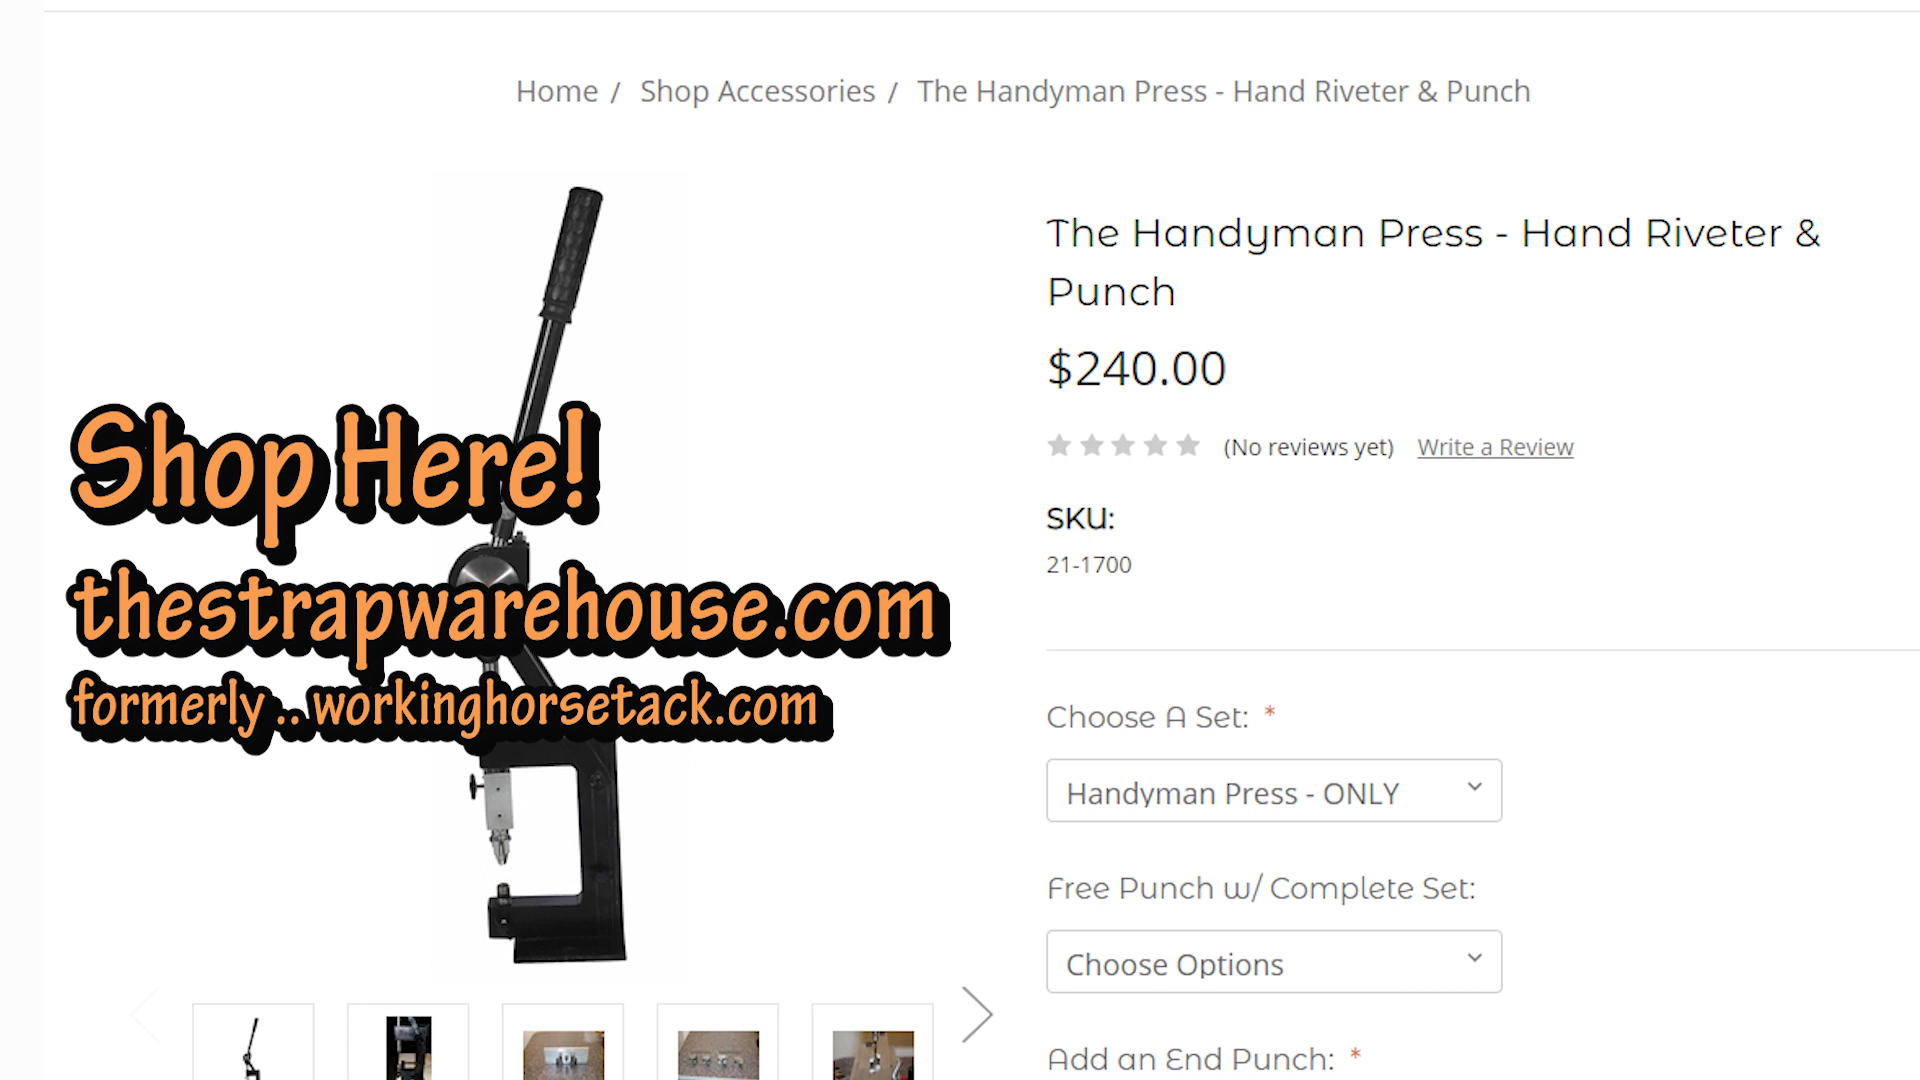 Home / Shop Accessories / The Handyman Press - Hand Riveter & Punch
Shop Here!
thestrapwarehouse.com
formerly .. workinghorsetack.com
The Handyman Press - Hand Riveter &
Punch
$240.00
(No reviews yet) Write a Review
SKU:
21-1700
Choose A Set: *
Handyman Press - ONLY
Free Punch w/ Complete Set:
Choose Options
Add an End Punch: *